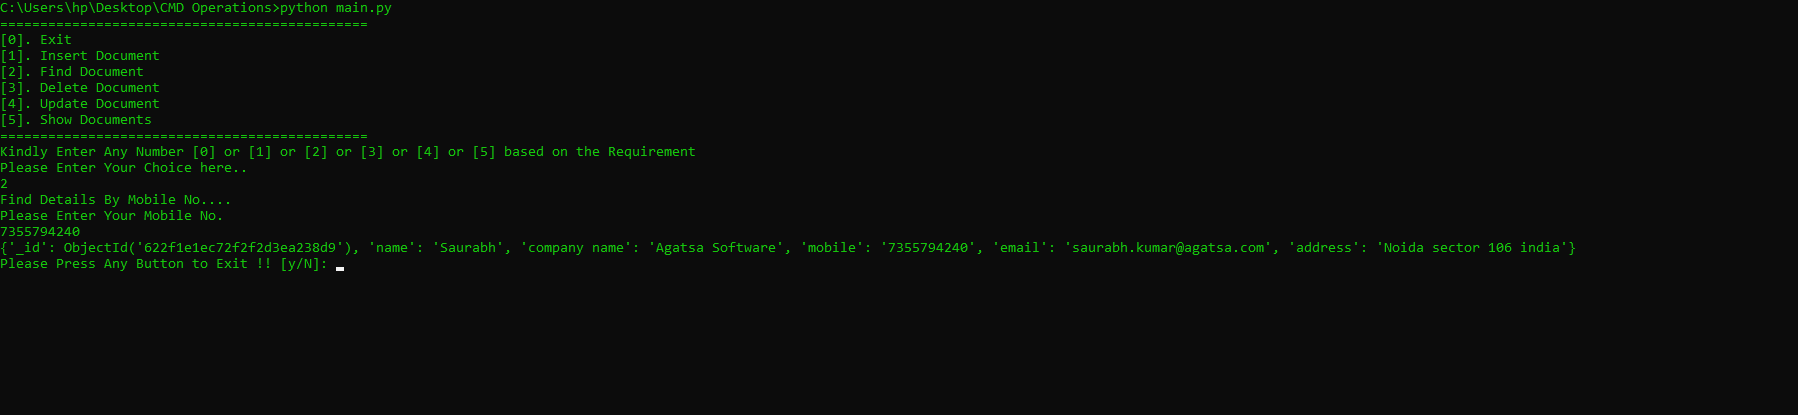 C:\Users\hp\Desktop\CMD Operations>python main.py
==============================================
[0]. Exit
[1]. Insert Document
[2]. Find Document
[3]. Delete Document
[4]. Update Document
[5]. Show Documents
==============================================
Kindly Enter Any Number [0] or [1] or [2] or [3] or [4] or [5] based on the Requirement
Please Enter Your Choice here..
2
Find Details By Mobile No....
Please Enter Your Mobile No.
7355794240
{'_id': ObjectId('622f1e1ec72f2f2d3ea238d9'), 'name': 'Saurabh', 'company name': 'Agatsa Software', 'mobile': '7355794240', 'email': 'saurabh.kumar@agatsa.com', 'address': 'Noida sector 106 india'}
Please Press Any Button to Exit !! [y/N]: